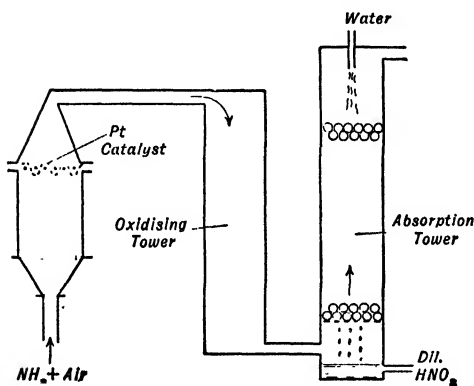 Water
Pt
Catalyst
Oxidising
Tower
Absorption
Tower
NH₃ + Air
Dil.
HNO₃